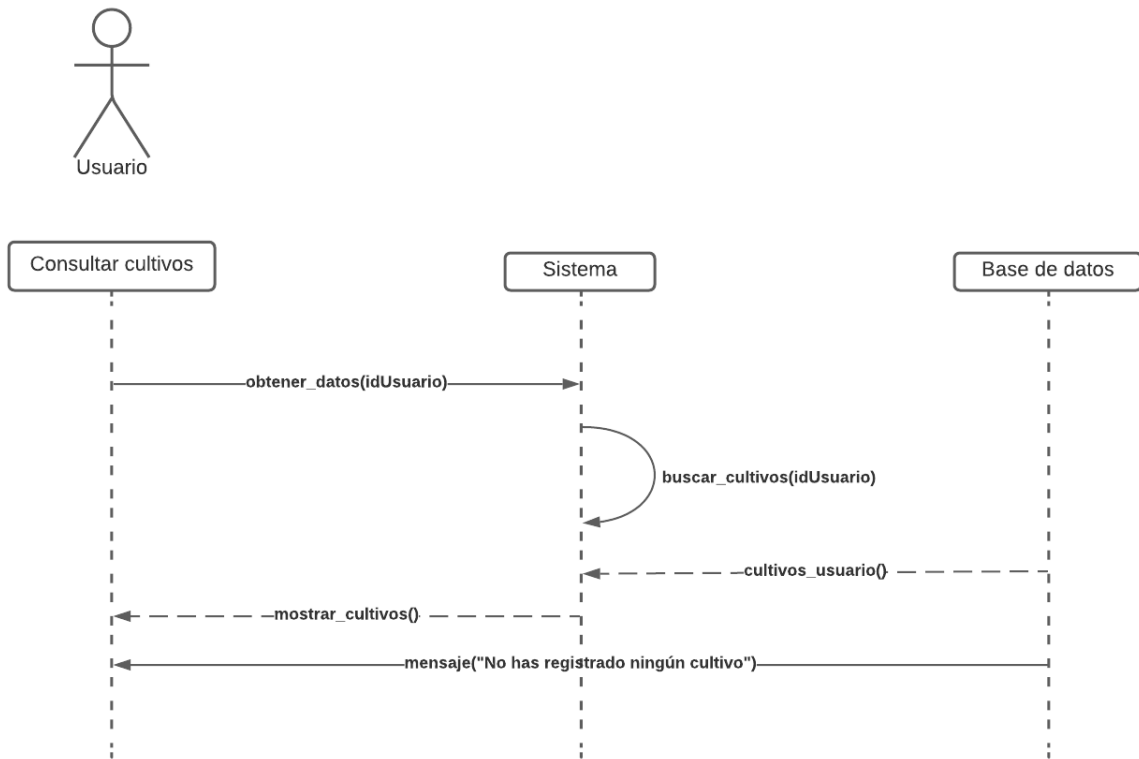 Usuario
Consultar cultivos
Sistema
Base de datos
obtener_datos(idUsuario)
buscar_cultivos(idUsuario)
cultivos_usuario()
mostrar_cultivos()
mensaje("No has registrado ningún cultivo")